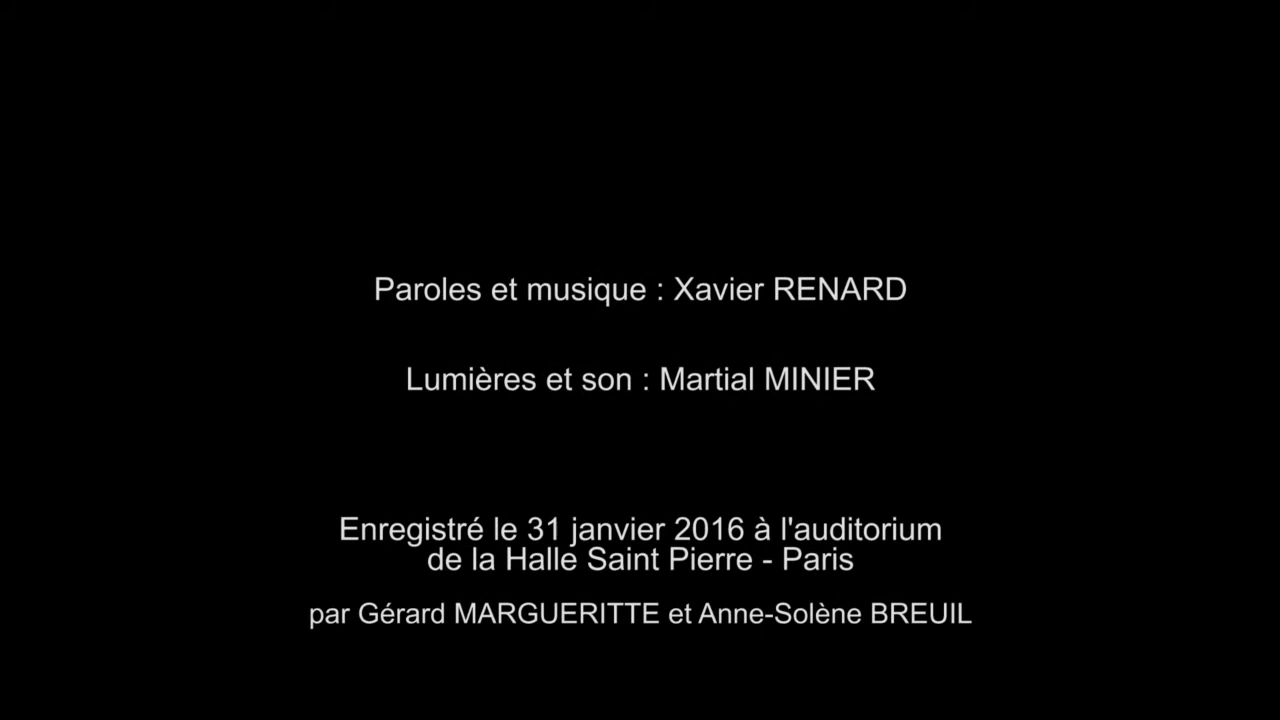 Paroles et musique : Xavier RENARD
Lumières et son : Martial MINIER
Enregistré le 31 janvier 2016 à l'auditorium
de la Halle Saint Pierre - Paris
par Gérard MARGUERITTE et Anne-Solène BREUIL